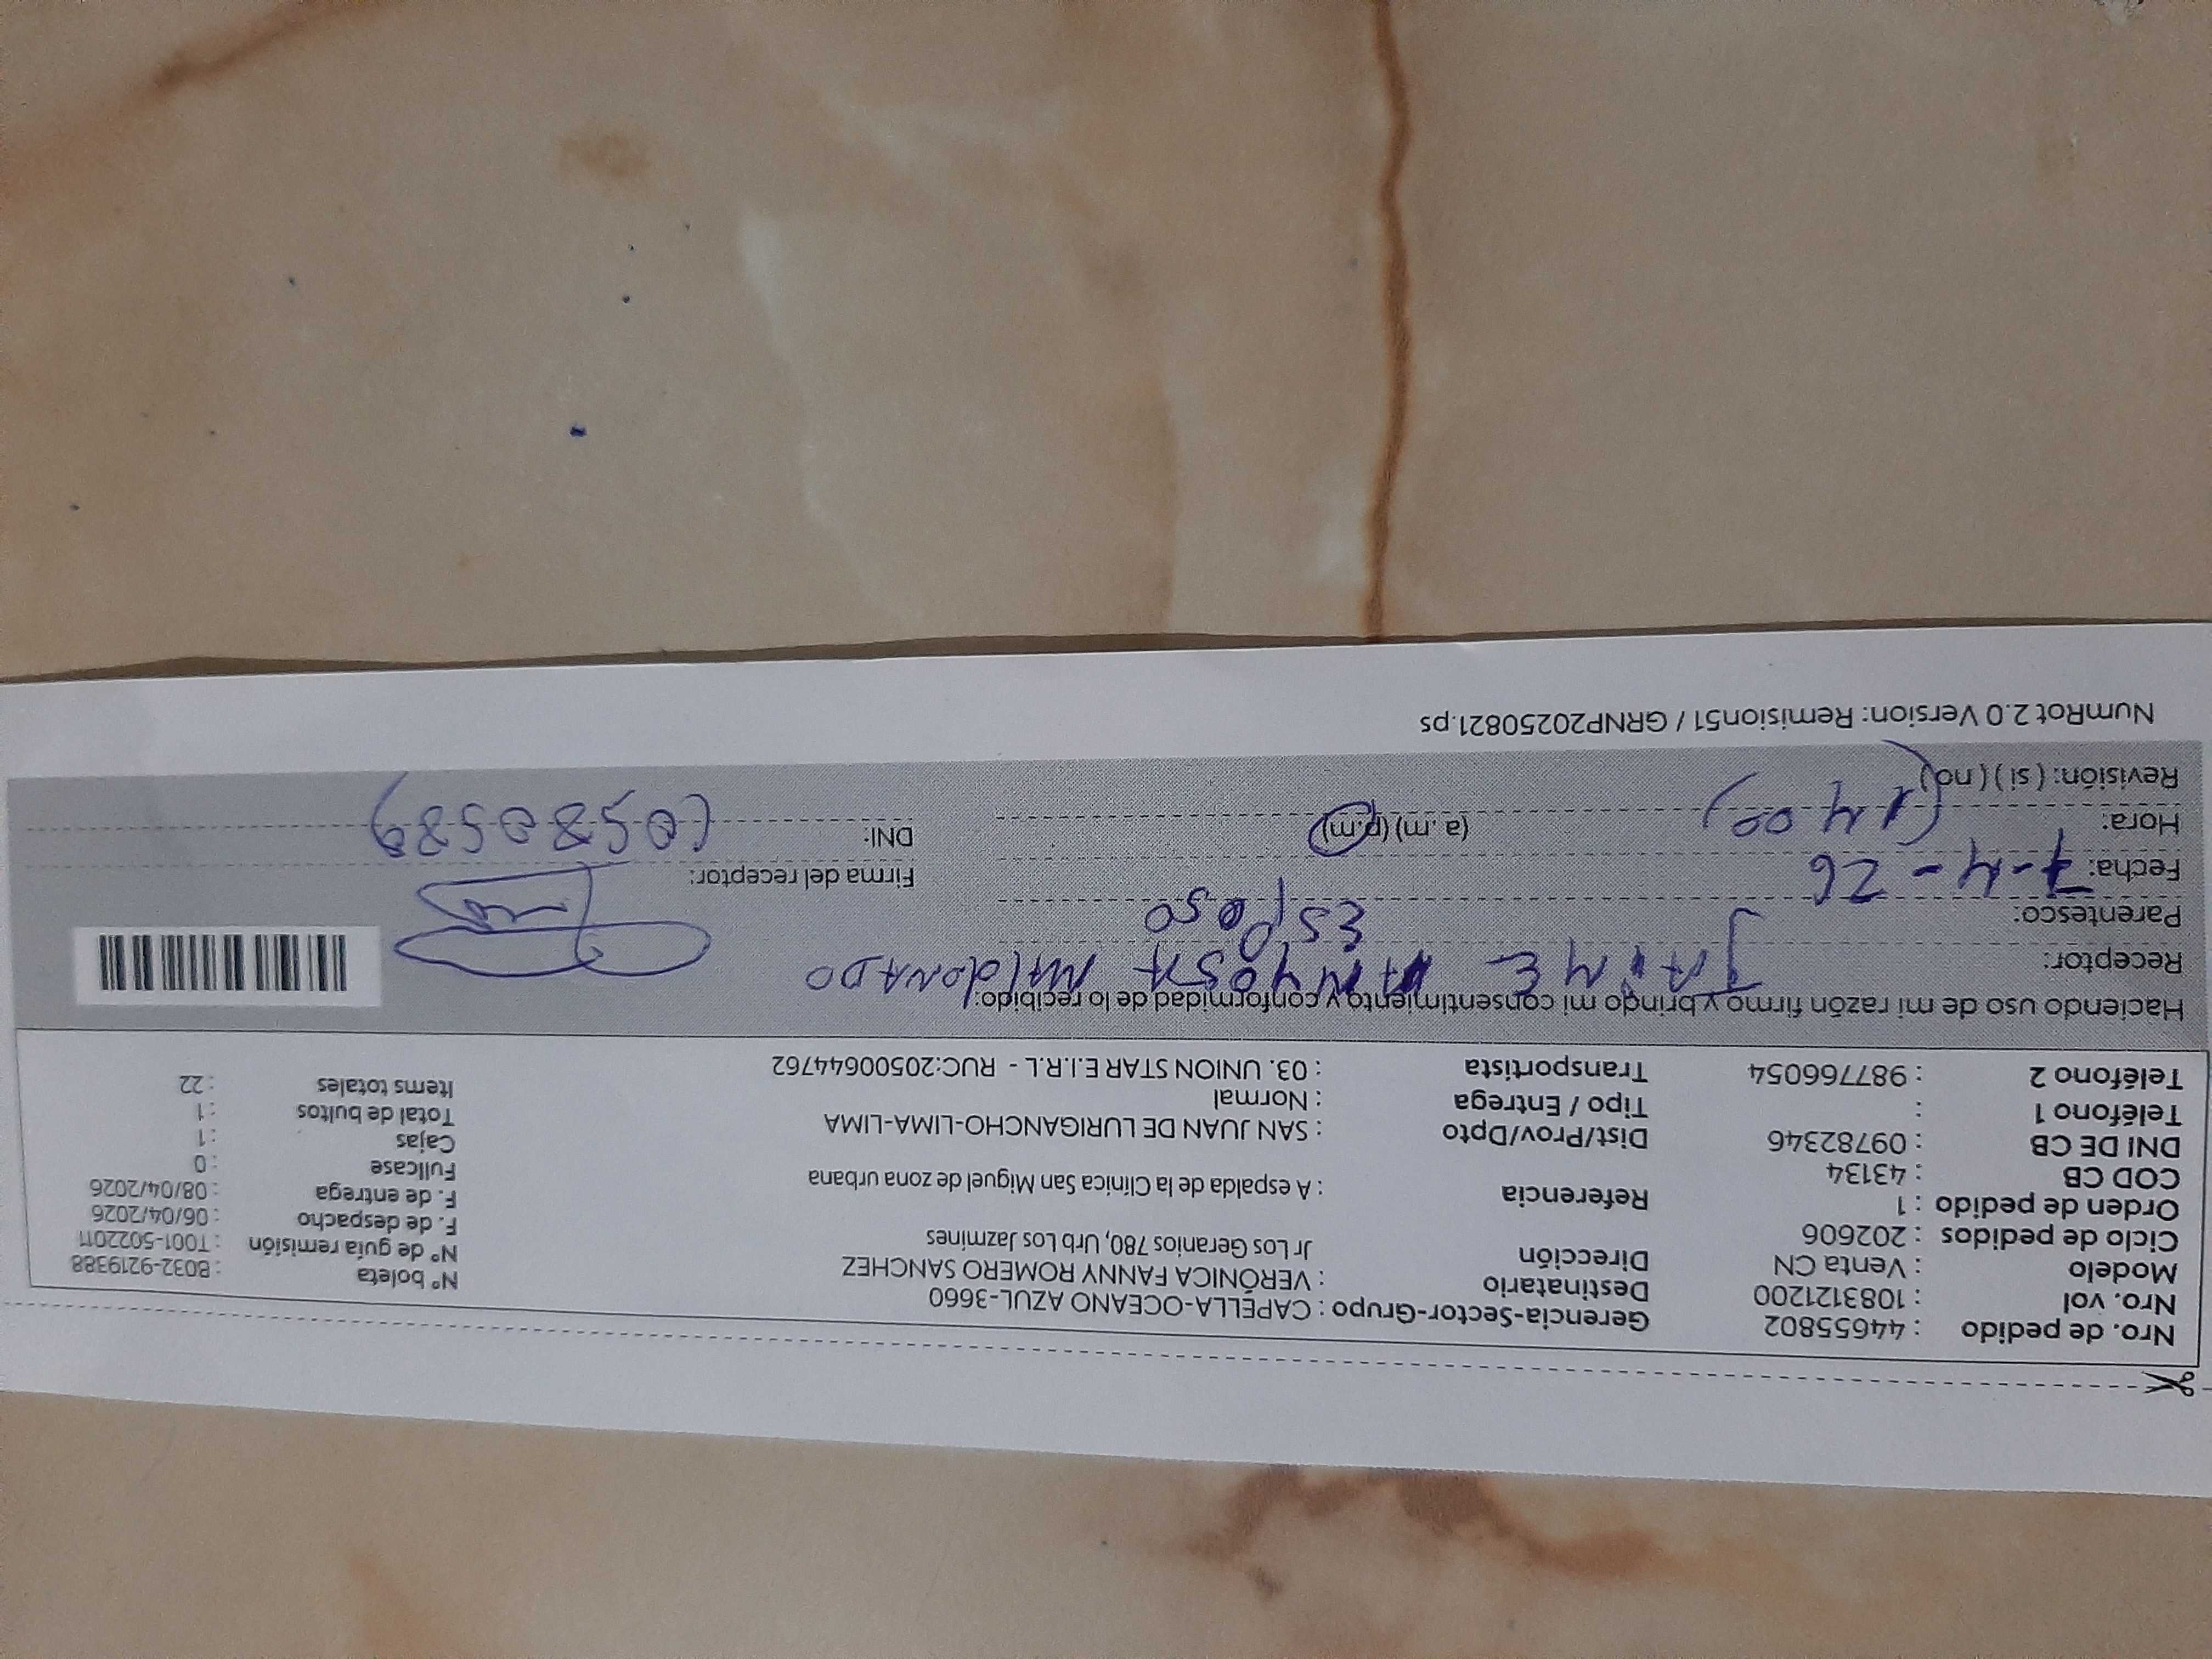 Nro. de pedido : 44655802
Nro. vol : 1083121200
Modelo : Venta CN
Ciclo de pedidos : 202606
Orden de pedido : 1
COD CB : 43134
DNI DE CB : 09782346
Teléfono 1 :
Teléfono 2 : 987766054
Gerencia-Sector-Grupo : CAPELLA-OCEANO AZUL-3660
Destinatario : VERÓNICA FANNY ROMERO SANCHEZ
Dirección Jr Los Geranios 780, Urb Los Jazmines
Referencia : A espalda de la Clínica San Miguel de zona urbana
Dist/Prov/Dpto : SAN JUAN DE LURIGANCHO-LIMA-LIMA
Tipo / Entrega : Normal
Transportista : 03. UNION STAR E.I.R.L - RUC:20500644762
N° boleta : B032-9219388
N° de guía remisión : T001-5022011
F. de despacho : 06/04/2026
F. de entrega : 08/04/2026
Fullcase : 0
Cajas : 1
Total de bultos : 1
Items totales : 22
Haciendo uso de mi razón firmo y brindo mi consentimiento y conformidad de lo recibido:
Receptor: JAiME MALdONADO
Parentesco: ESPOSO
Fecha: 7-4-26
Firma del receptor:
Hora: (1400) (a.m) (p.m)
DNI:
Revisión: ( si ) ( no )
NumRot 2.0 Version: Remision51 / GRNP20250821.ps